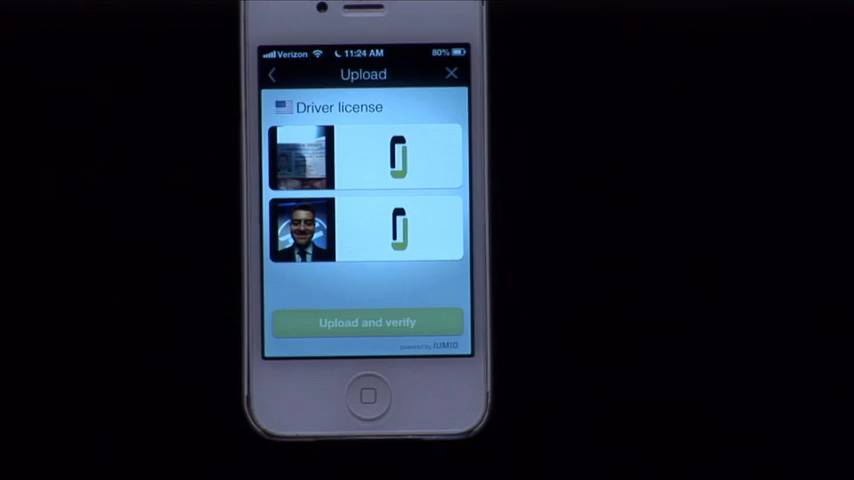 Verizon 11:24 AM 80%
Upload
Driver license
Upload and verify
powered by jumio